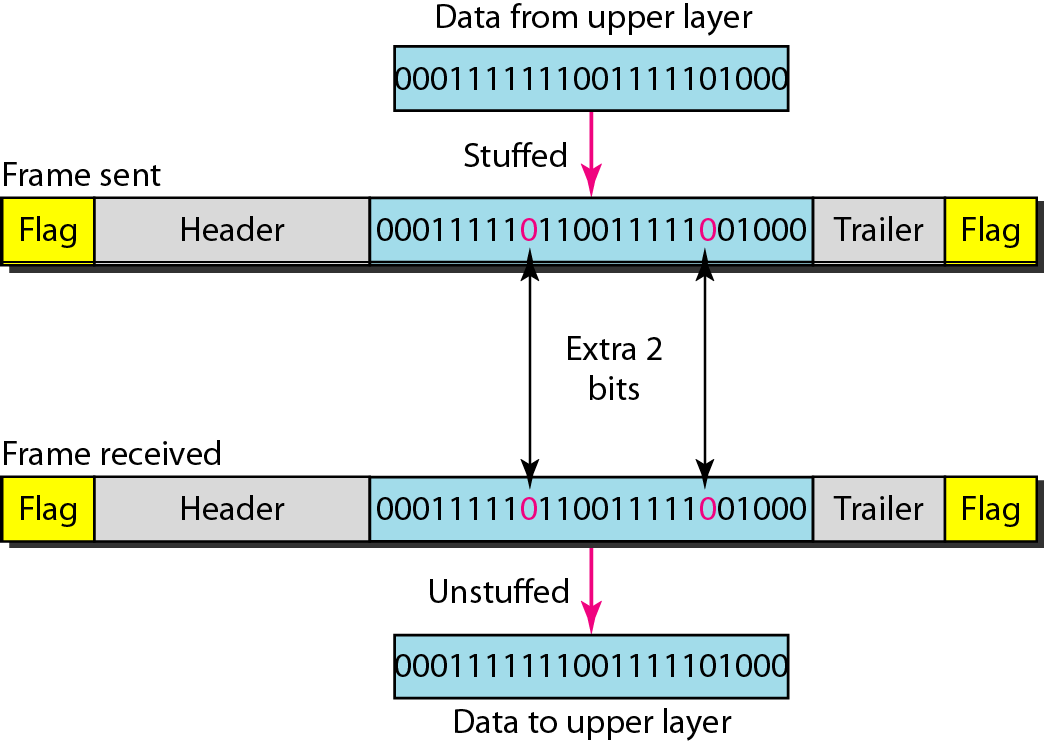 Data from upper layer
0001111111001111101000
Stuffed
Frame sent
Flag Header 000111110110011111001000 Trailer Flag
Extra 2
bits
Frame received
Flag Header 000111110110011111001000 Trailer Flag
Unstuffed
0001111111001111101000
Data to upper layer